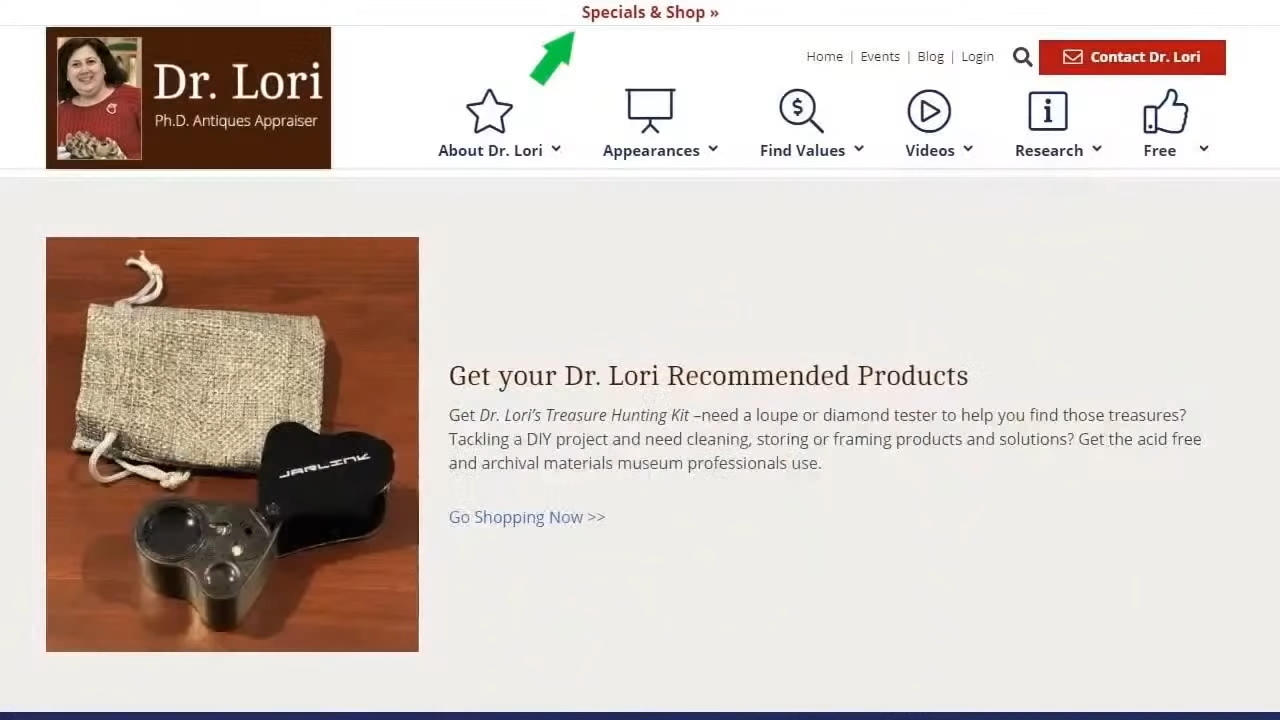 Specials & Shop »
Dr. Lori
Ph.D. Antiques Appraiser
Home | Events | Blog | Login
Contact Dr. Lori
About Dr. Lori
Appearances
Find Values
Videos
Research
Free
JARLINK
Get your Dr. Lori Recommended Products
Get Dr. Lori's Treasure Hunting Kit –need a loupe or diamond tester to help you find those treasures?
Tackling a DIY project and need cleaning, storing or framing products and solutions? Get the acid free
and archival materials museum professionals use.
Go Shopping Now >>